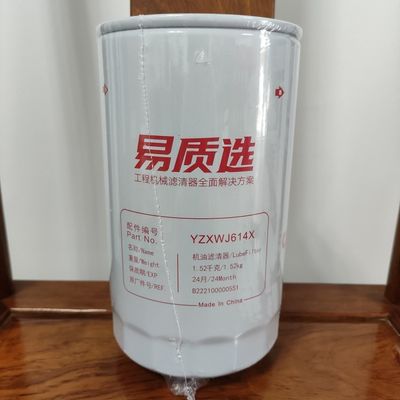 易质选
工程机械滤清器全面解决方案
配件编号
Part No. YZXWJ614X
名称/Name 机油滤清器/LubeFilter
重量/Weight 1.52千克/1.52kg
保质期/EXP 24月/24Month
原厂件号/REF. B222100000551
Made In China